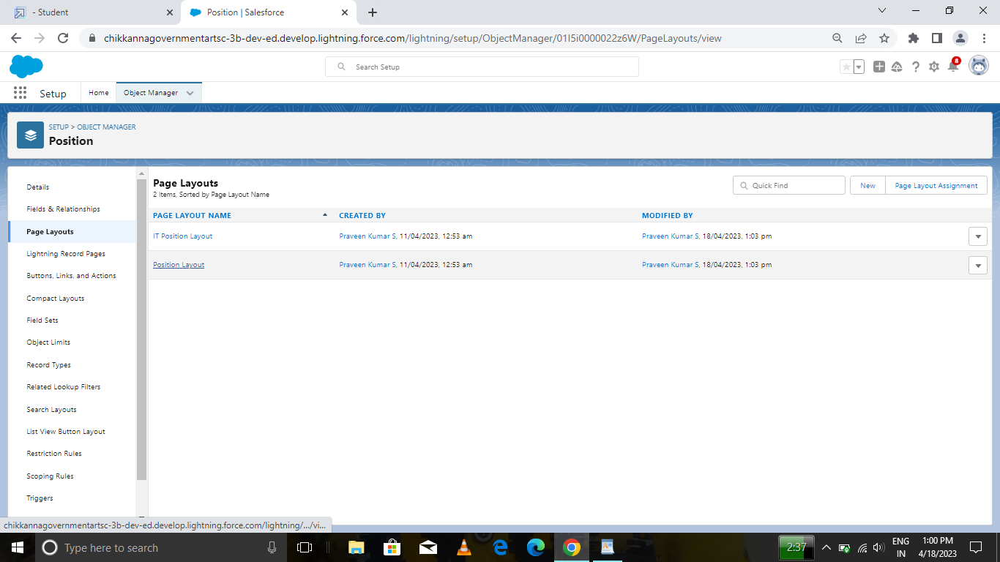 - Student
Position | Salesforce
chikkannagovernmentartsc-3b-dev-ed.develop.lightning.force.com/lightning/setup/ObjectManager/01I5i0000022z6W/PageLayouts/view
Search Setup
8
Setup
Home
Object Manager
SETUP > OBJECT MANAGER
Position
Details
Fields & Relationships
Page Layouts
Lightning Record Pages
Buttons, Links, and Actions
Compact Layouts
Field Sets
Object Limits
Record Types
Related Lookup Filters
Search Layouts
List View Button Layout
Restriction Rules
Scoping Rules
Triggers
Page Layouts
2 Items, Sorted by Page Layout Name
Quick Find
New
Page Layout Assignment
PAGE LAYOUT NAME CREATED BY MODIFIED BY
IT Position Layout Praveen Kumar S, 11/04/2023, 12:53 am Praveen Kumar S, 18/04/2023, 1:03 pm
Position Layout Praveen Kumar S, 11/04/2023, 12:53 am Praveen Kumar S, 18/04/2023, 1:03 pm
chikkannagovernmentartsc-3b-dev-ed.develop.lightning.force.com/lightning/.../vi...
Type here to search
2:37
ENG
IN
1:00 PM
4/18/2023